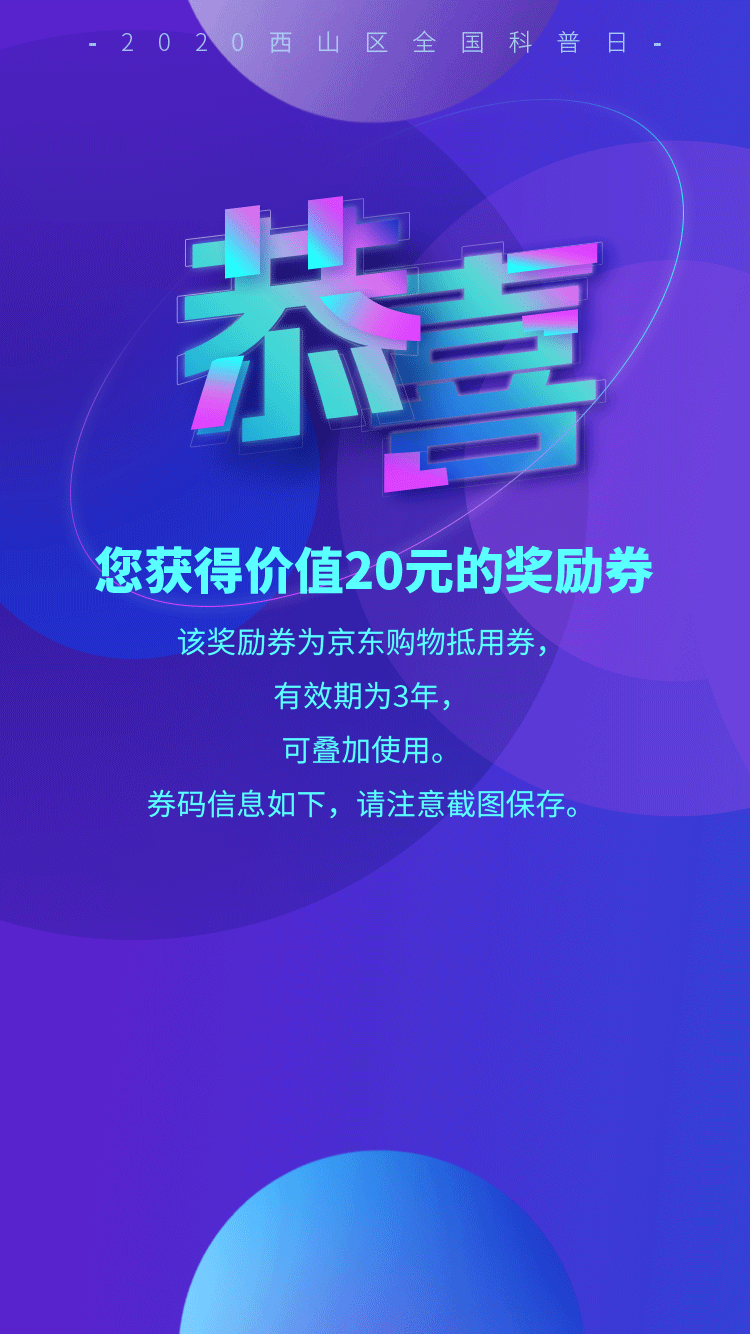 - 2020西山区全国科普日 -
恭喜
您获得价值20元的奖励券
该奖励券为京东购物抵用券，
有效期为3年，
可叠加使用。
券码信息如下，请注意截图保存。